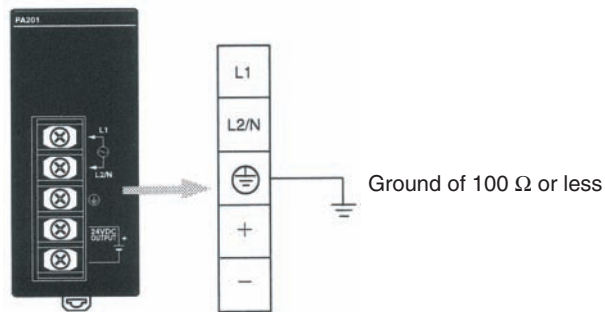 PA201
L1
L2/N
24VDC
OUTPUT
+
L1
L2/N
+
−
Ground of 100 Ω or less